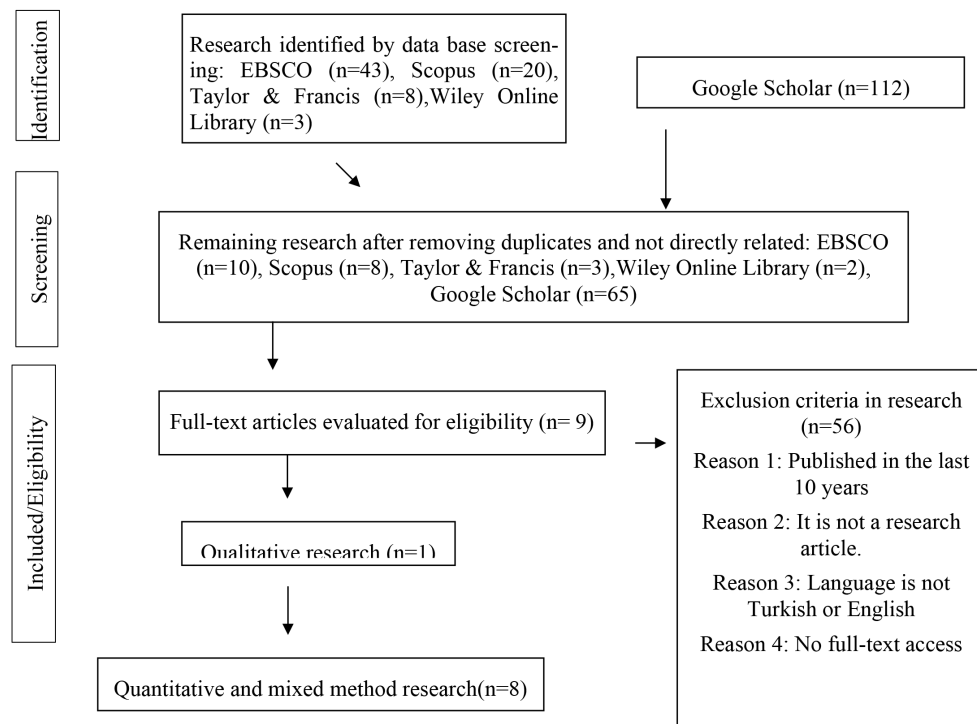 Identification
Research identified by data base screen-
ing: EBSCO (n=43), Scopus (n=20),
Taylor & Francis (n=8),Wiley Online
Library (n=3)
Google Scholar (n=112)
Screening
Remaining research after removing duplicates and not directly related: EBSCO
(n=10), Scopus (n=8), Taylor & Francis (n=3),Wiley Online Library (n=2),
Google Scholar (n=65)
Included/Eligibility
Full-text articles evaluated for eligibility (n= 9)
Qualitative research (n=1)
Quantitative and mixed method research(n=8)
Exclusion criteria in research
(n=56)
Reason 1: Published in the last
10 years
Reason 2: It is not a research
article.
Reason 3: Language is not
Turkish or English
Reason 4: No full-text access